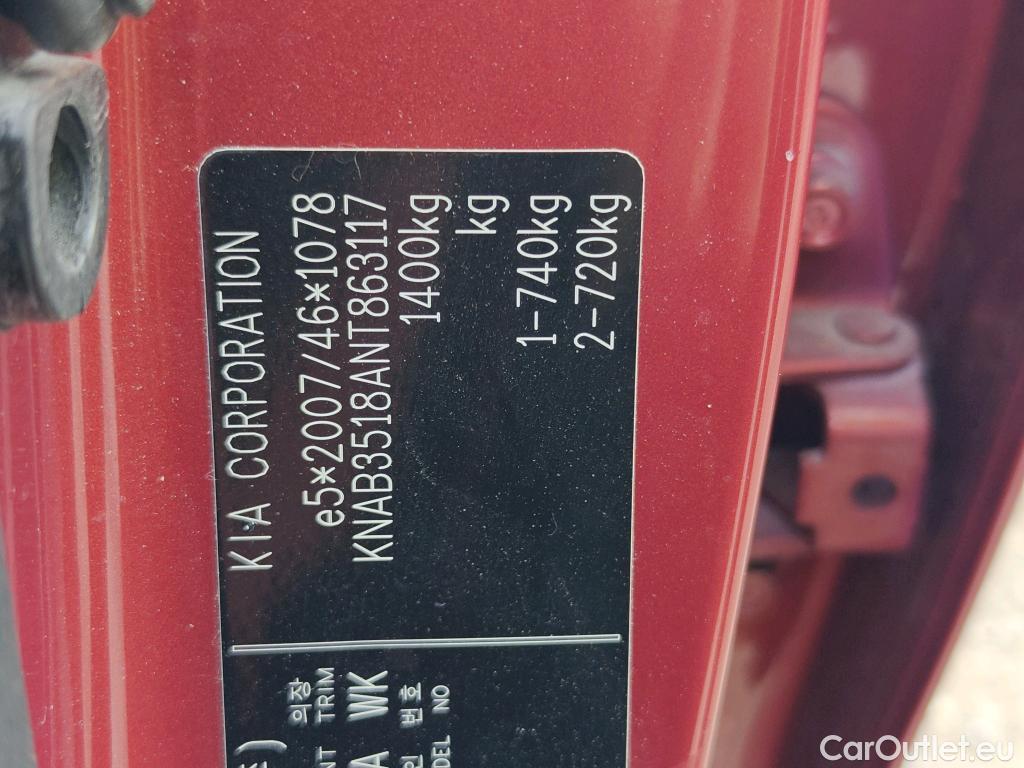 KIA CORPORATION
e5*2007/46*1078
KNAB3518ANT863117
1400kg
kg
1-740kg
2-720kg
의장
TRIM
WK
번호
NO
CarOutlet.eu